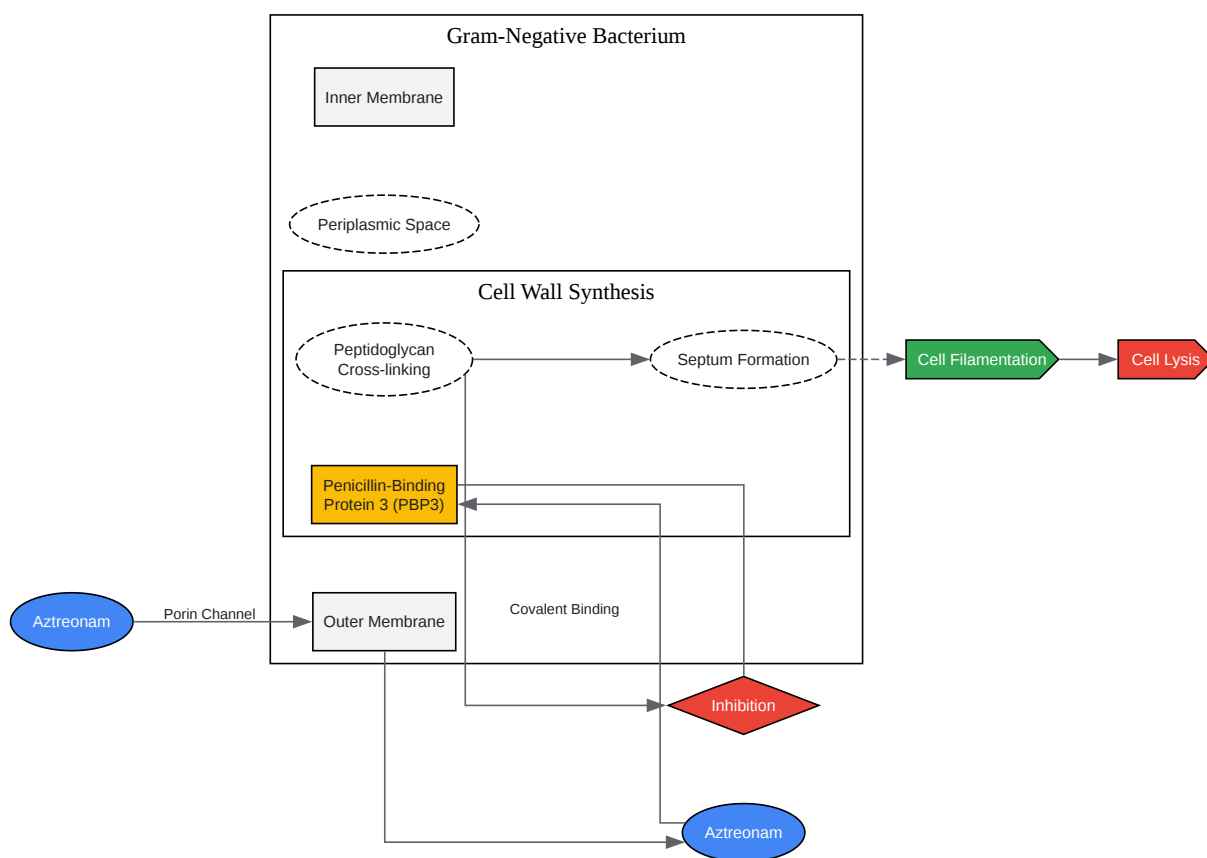 Gram-Negative Bacterium
Inner Membrane
Periplasmic Space
Cell Wall Synthesis
Peptidoglycan
Cross-linking
Septum Formation
Cell Filamentation
Cell Lysis
Penicillin-Binding
Protein 3 (PBP3)
Aztreonam
Porin Channel
Outer Membrane
Covalent Binding
Inhibition
Aztreonam